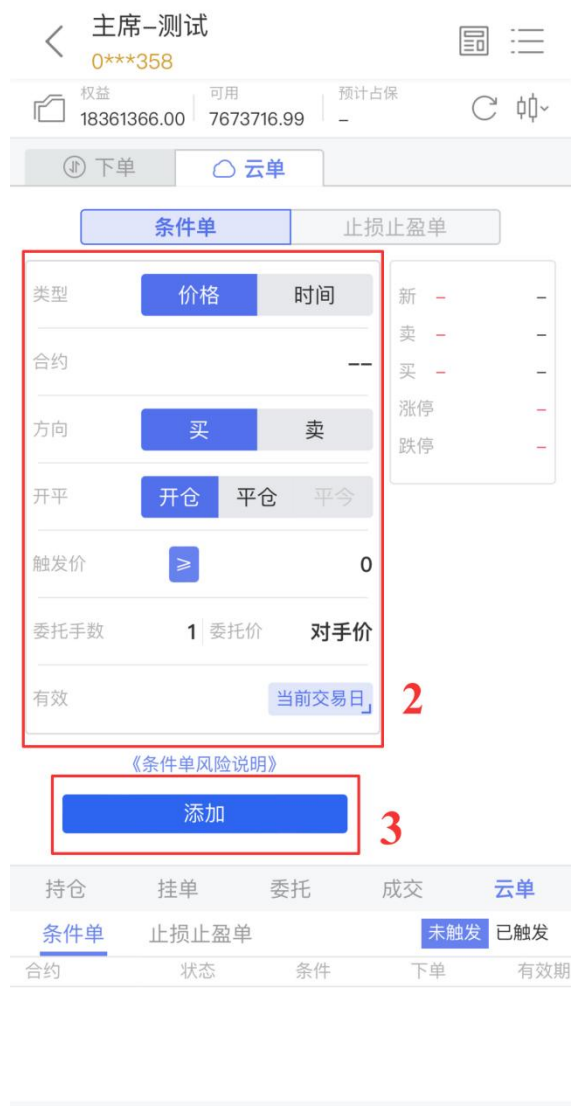 主席-测试
0***358
权益 可用 预计占保
18361366.00 7673716.99 -
下单 云单
条件单 止损止盈单
类型 价格 时间
合约 --
方向 买 卖
开平 开仓 平仓 平今
触发价 ≥ 0
委托手数 1 委托价 对手价
有效 当前交易日
新 - -
卖 - -
买 - -
涨停 -
跌停 -
2
《条件单风险说明》
添加
3
持仓 挂单 委托 成交 云单
条件单 止损止盈单 未触发 已触发
合约 状态 条件 下单 有效期